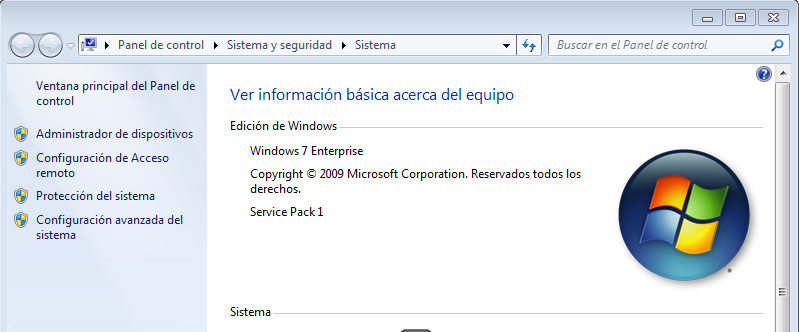 Panel de control Sistema y seguridad Sistema
Buscar en el Panel de control
Ventana principal del Panel de
control
Administrador de dispositivos
Configuración de Acceso
remoto
Protección del sistema
Configuración avanzada del
sistema
Ver información básica acerca del equipo
Edición de Windows
Windows 7 Enterprise
Copyright © 2009 Microsoft Corporation. Reservados todos los
derechos.
Service Pack 1
Sistema